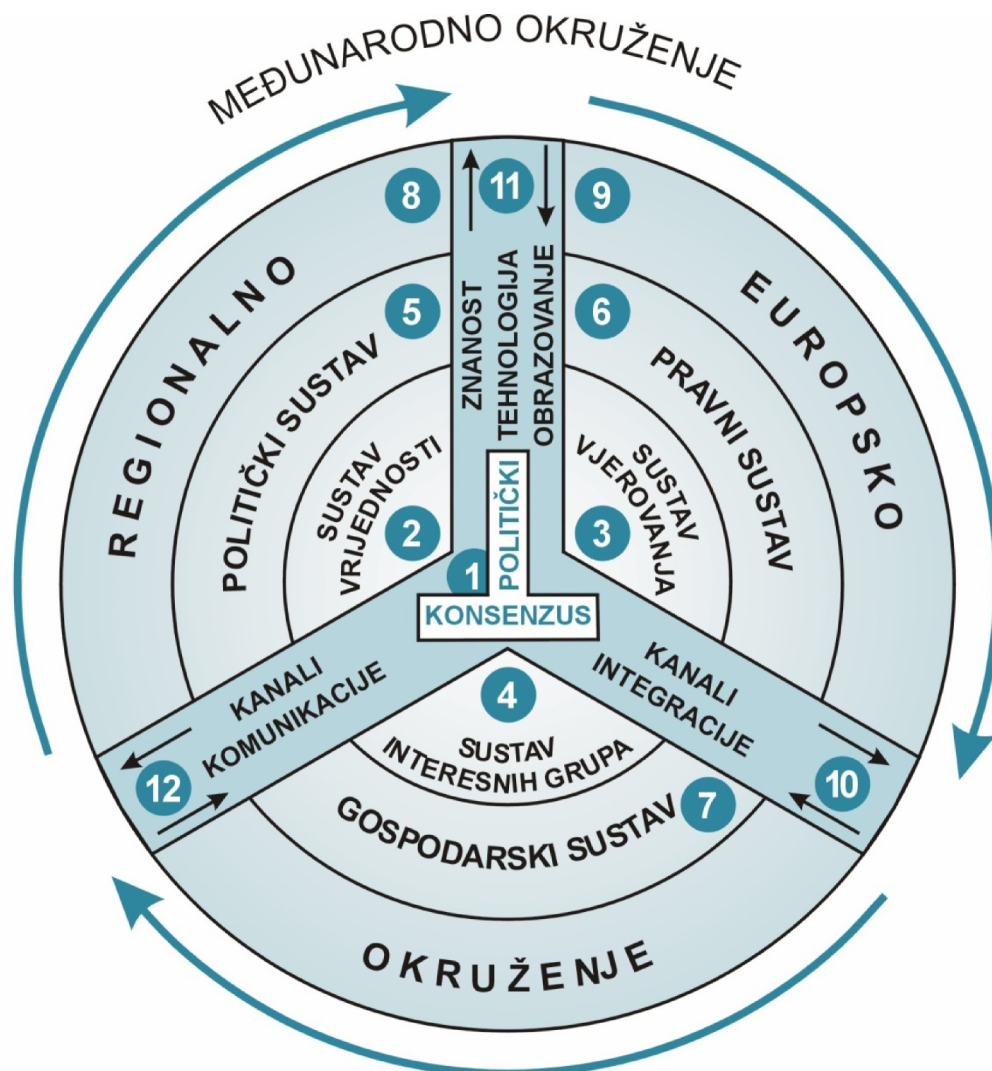 MEĐUNARODNO OKRUŽENJE
8
11
9
REGIONALNO
EUROPSKO
5
6
POLITIČKI SUSTAV
PRAVNI SUSTAV
ZNANOST
TEHNOLOGIJA
OBRAZOVANJE
SUSTAV
VRIJEDNOSTI
SUSTAV
VJEROVANJA
2
3
1
POLITIČKI
KONSENZUS
KANALI
KOMUNIKACIJE
KANALI
INTEGRACIJE
4
SUSTAV
INTERESNIH GRUPA
12
10
7
GOSPODARSKI SUSTAV
OKRUŽENJE